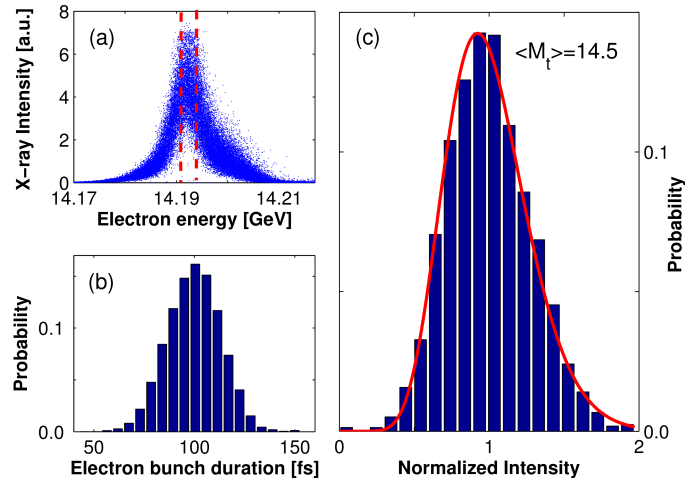 (a)
X-ray Intensity [a.u.]
8
6
4
2
0
14.17 14.19 14.21
Electron energy [GeV]
(b)
Probability
0.1
0.0
50 100 150
Electron bunch duration [fs]
(c)
<M_t>=14.5
0.1
0.0
Probability
0 1 2
Normalized Intensity